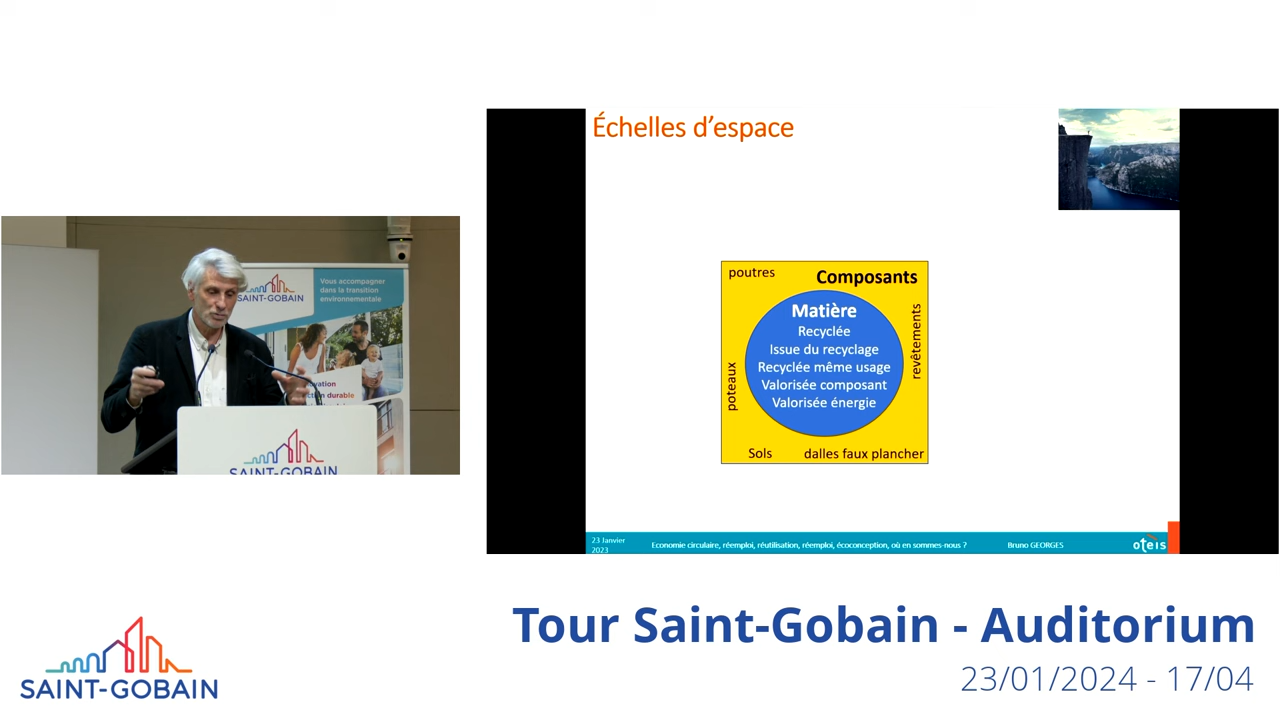 Échelles d'espace
poutres
Composants
Matière
Recyclée
Issue du recyclage
Recyclée même usage
Valorisée composant
Valorisée énergie
revêtements
poteaux
Sols
dalles faux plancher
23 Janvier
2023
Economie circulaire, réemploi, réutilisation, réemploi, écoconception, où en sommes-nous ?
Bruno GEORGES
oteis
SAINT-GOBAIN
Vous accompagner
dans la transition
environnementale
SAINT-GOBAIN
Tour Saint-Gobain - Auditorium
23/01/2024 - 17/04
SAINT-GOBAIN